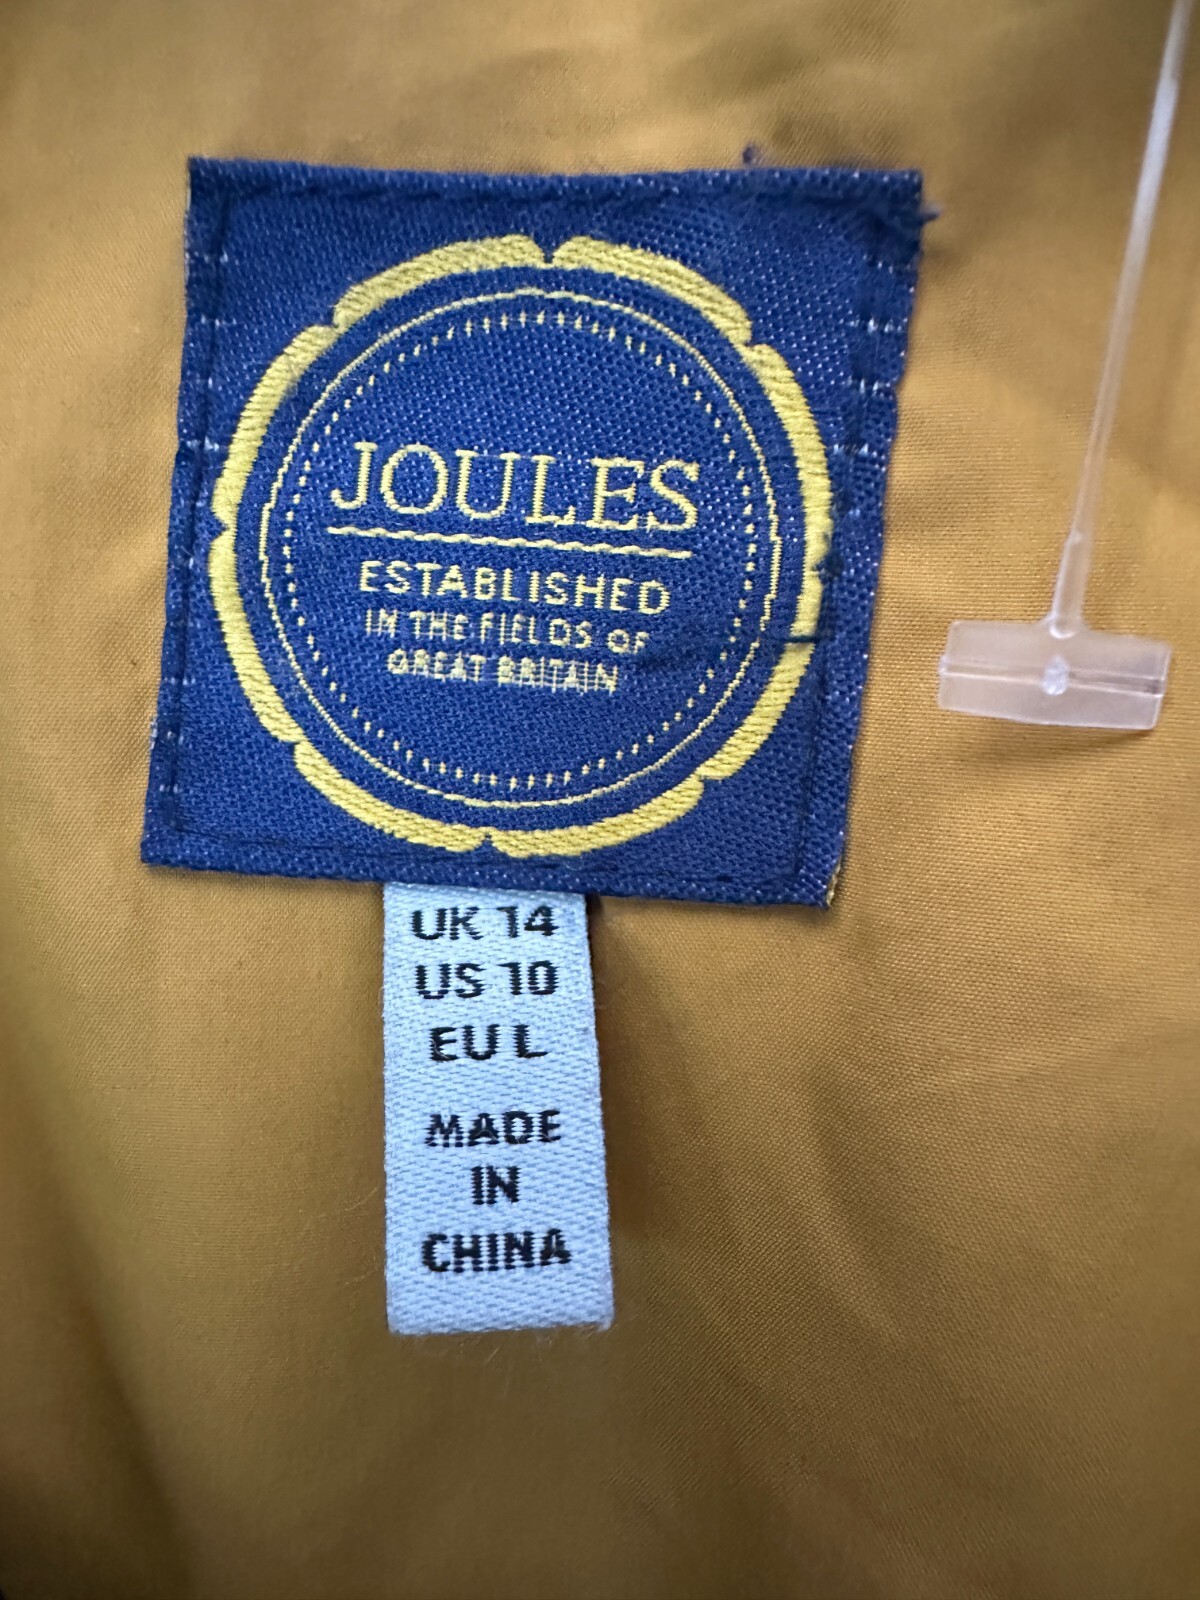 JOULES
ESTABLISHED
IN THE FIELDS OF
GREAT BRITAIN
UK 14
US 10
EU L
MADE
IN
CHINA